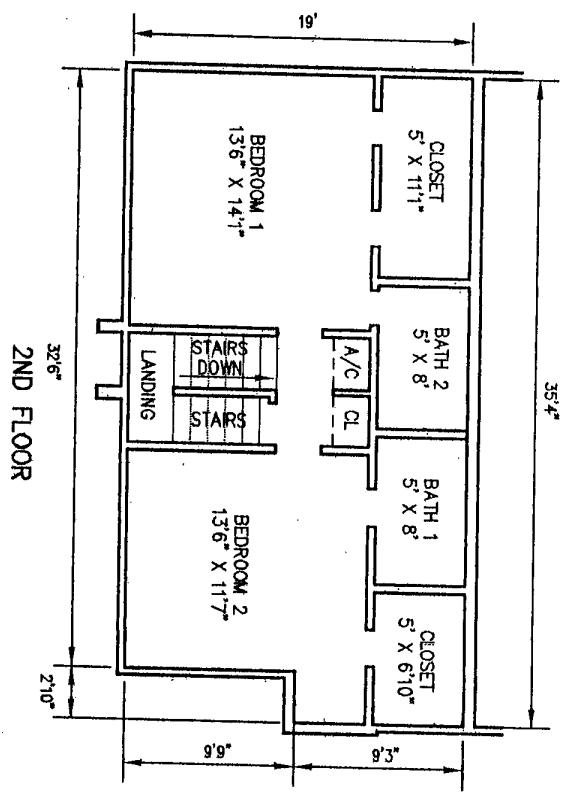 19'
CLOSET
5' X 11'1"
BEDROOM 1
13'6" X 14'1"
35'4"
BATH 2
5' X 8'
A/C
CL
STAIRS
DOWN
STAIRS
LANDING
32'6"
2ND FLOOR
BATH 1
5' X 8'
BEDROOM 2
13'6" X 11'7"
CLOSET
5' X 6'10"
2'10"
9'9"
9'3"